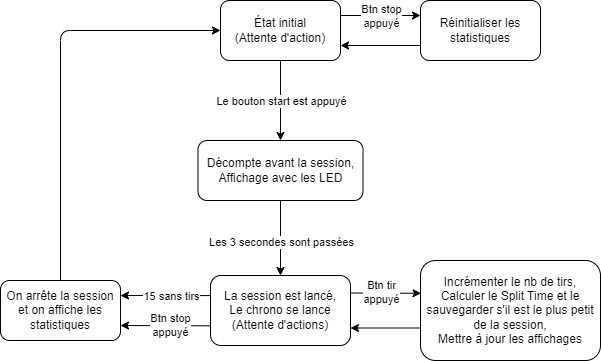 État initial
(Attente d'action)
Btn stop
appuyé
Réinitialiser les
statistiques
Le bouton start est appuyé
Décompte avant la session,
Affichage avec les LED
Les 3 secondes sont passées
On arrête la session
et on affiche les
statistiques
15 sans tirs
Btn stop
appuyé
La session est lancé,
Le chrono se lance
(Attente d'actions)
Btn tir
appuyé
Incrémenter le nb de tirs,
Calculer le Split Time et le
sauvegarder s'il est le plus petit
de la session,
Mettre à jour les affichages